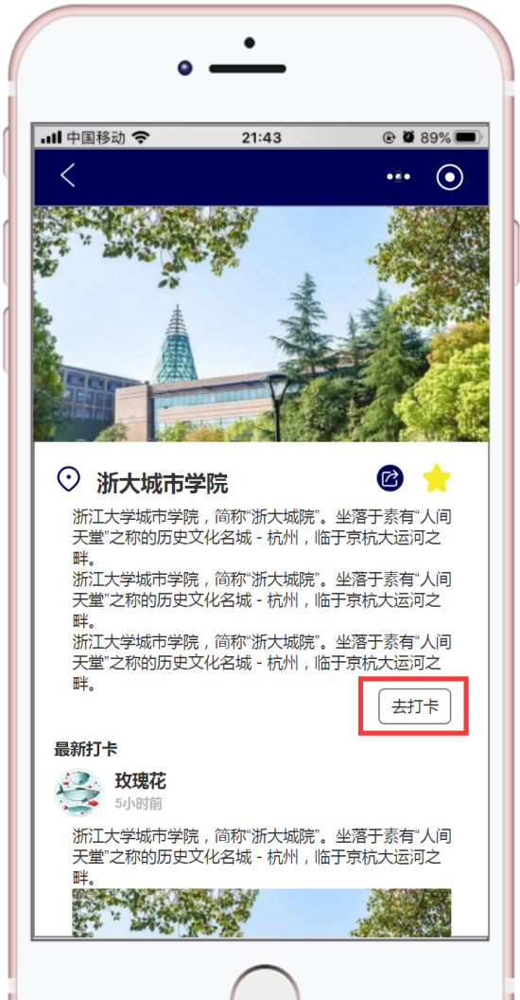 中国移动 21:43 89%
浙大城市学院
浙江大学城市学院，简称“浙大城院”。坐落于素有“人间
天堂”之称的历史文化名城 - 杭州，临于京杭大运河之
畔。
浙江大学城市学院，简称“浙大城院”。坐落于素有“人间
天堂”之称的历史文化名城 - 杭州，临于京杭大运河之
畔。
浙江大学城市学院，简称“浙大城院”。坐落于素有“人间
天堂”之称的历史文化名城 - 杭州，临于京杭大运河之
畔。
去打卡
最新打卡
玫瑰花
5小时前
浙江大学城市学院，简称“浙大城院”。坐落于素有“人间
天堂”之称的历史文化名城 - 杭州，临于京杭大运河之
畔。